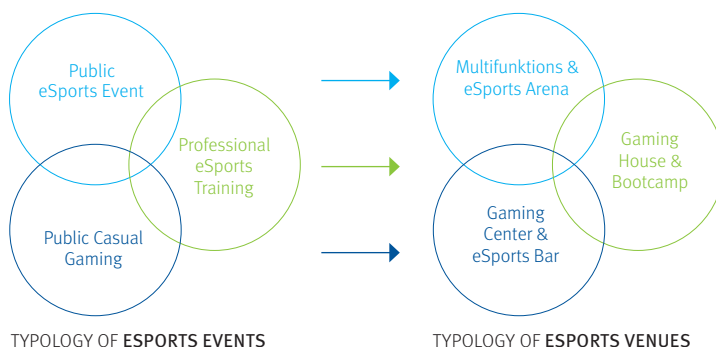 Public
eSports Event
Professional
eSports
Training
Public Casual
Gaming
TYPOLOGY OF ESPORTS EVENTS
Multifunktions &
eSports Arena
Gaming
House &
Bootcamp
Gaming
Center &
eSports Bar
TYPOLOGY OF ESPORTS VENUES